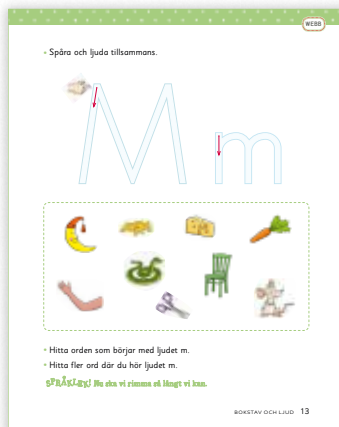 WEBB
• Spåra och ljuda tillsammans.
M m
• Hitta orden som börjar med ljudet m.
• Hitta fler ord där du hör ljudet m.
SPRÅKLEK! Nu ska vi rimma så långt vi kan.
BOKSTAV OCH LJUD 13